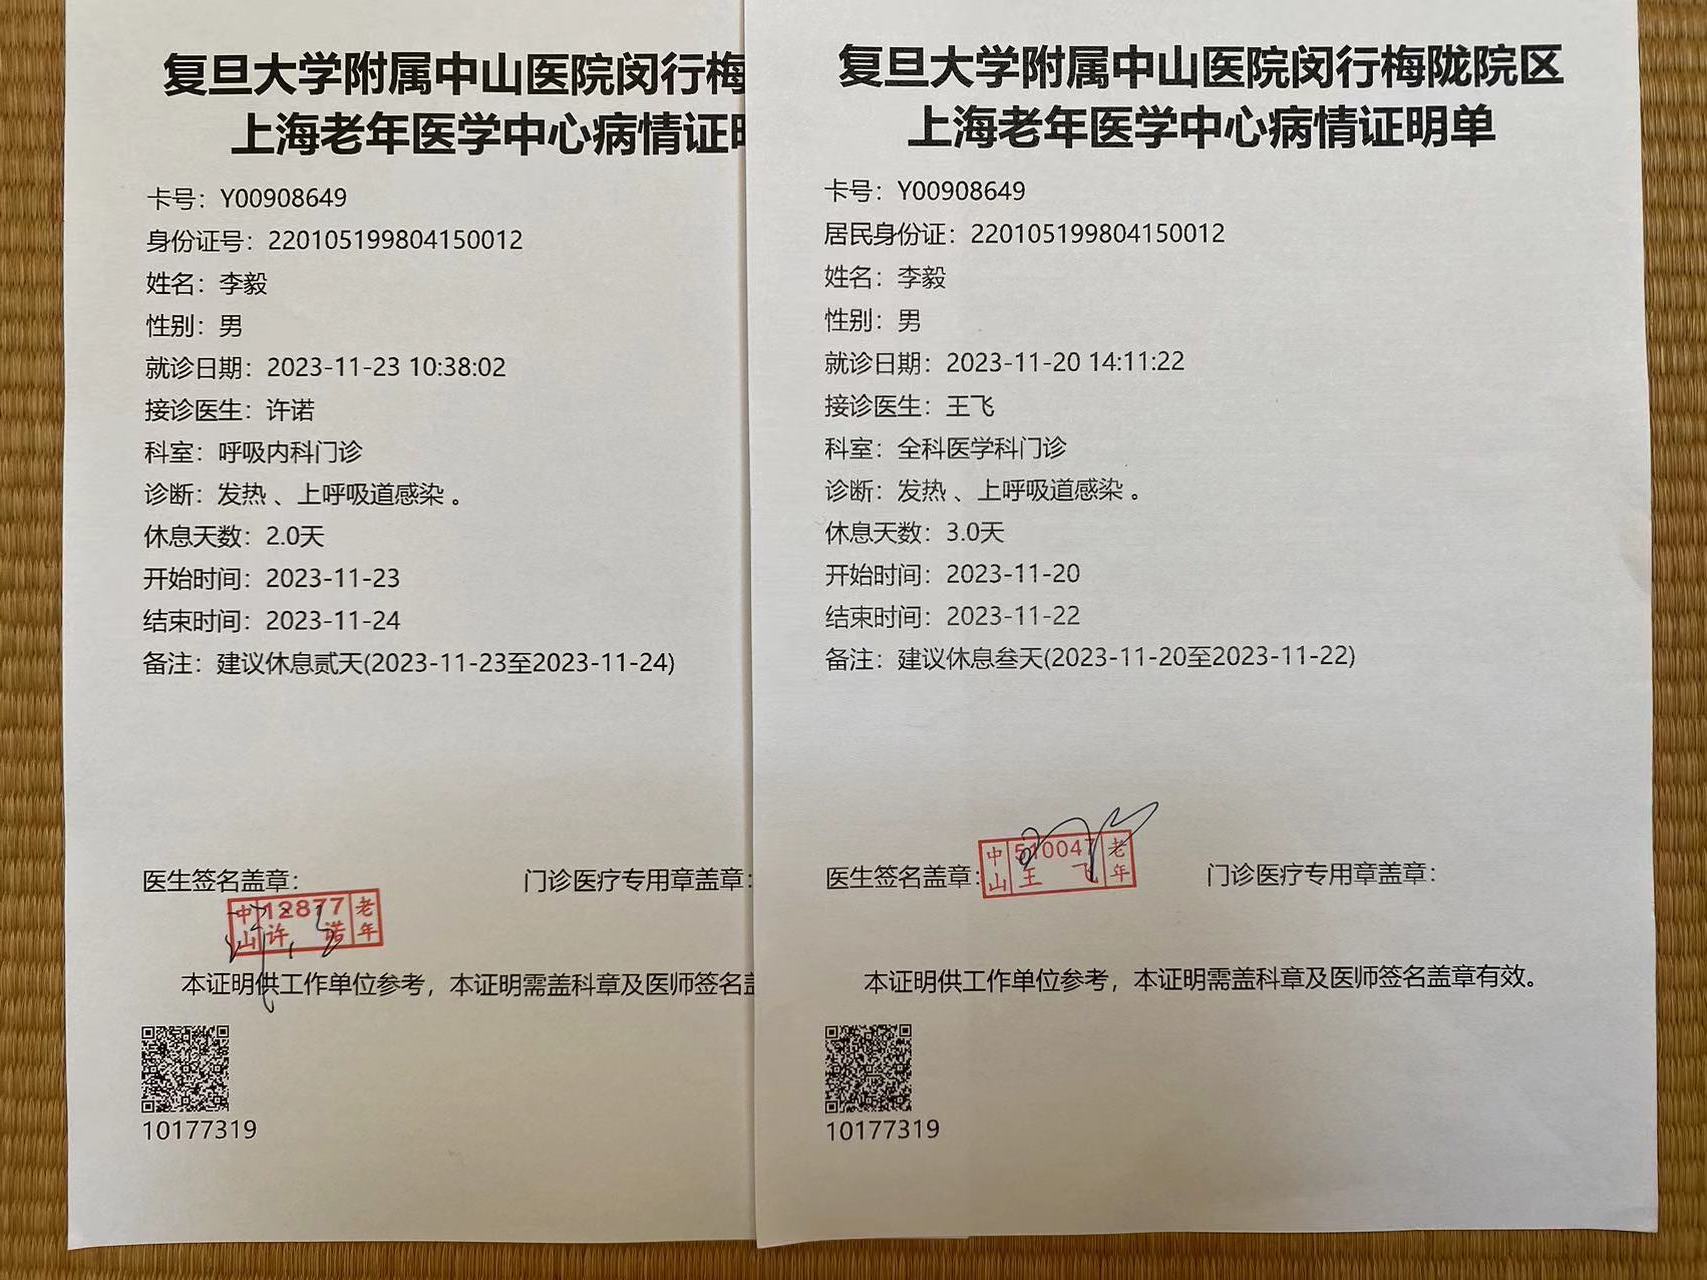 复旦大学附属中山医院闵行梅
上海老年医学中心病情证明
卡号：Y00908649
身份证号：220105199804150012
姓名：李毅
性别：男
就诊日期：2023-11-23 10:38:02
接诊医生：许诺
科室：呼吸内科门诊
诊断：发热 、上呼吸道感染 。
休息天数：2.0天
开始时间：2023-11-23
结束时间：2023-11-24
备注：建议休息贰天(2023-11-23至2023-11-24)
医生签名盖章： 门诊医疗专用章盖章：
中山 12877 许 诺 老年
本证明供工作单位参考，本证明需盖科章及医师签名盖
10177319
复旦大学附属中山医院闵行梅陇院区
上海老年医学中心病情证明单
卡号：Y00908649
居民身份证：220105199804150012
姓名：李毅
性别：男
就诊日期：2023-11-20 14:11:22
接诊医生：王飞
科室：全科医学科门诊
诊断：发热 、上呼吸道感染 。
休息天数：3.0天
开始时间：2023-11-20
结束时间：2023-11-22
备注：建议休息叁天(2023-11-20至2023-11-22)
医生签名盖章： 门诊医疗专用章盖章：
中山 510047 王 飞 老年
本证明供工作单位参考，本证明需盖科章及医师签名盖章有效。
10177319